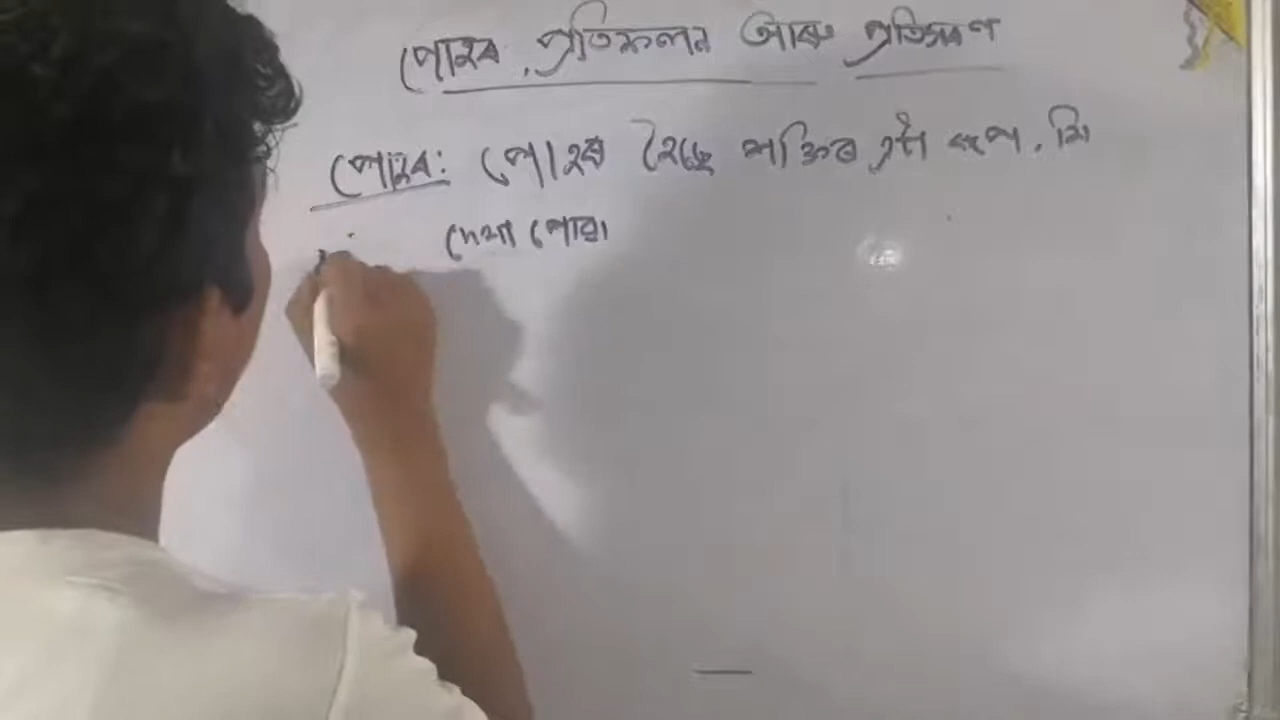 পোহৰ প্ৰতিফলন আৰু প্ৰতিসৰণ
পোহৰ: পোহৰ হৈছে শক্তিৰ এটা ৰূপ. যি
দেখা পোৱা